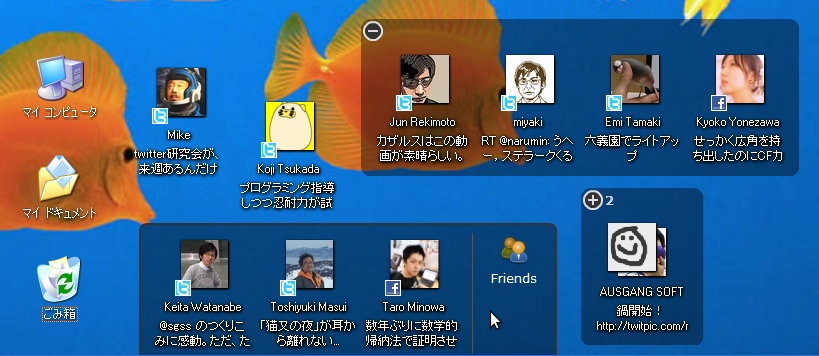 マイ コンピュータ
マイ ドキュメント
ごみ箱
Mike
twitter研究会が、
来週あるんだけ
Koji Tsukada
プログラミング指導
しつつ忍耐力が試
Jun Rekimoto
カザルスはこの動
画が素晴らしい。
miyaki
RT @narumin: うへ
ー，ステラークくる
Emi Tamaki
六義園でライトアッ
プ
Kyoko Yonezawa
せっかく広角を持
ち出したのにCF力
Keita Watanabe
@sgss のつくりこ
みに感動。ただ、た
Toshiyuki Masui
「猫又の夜」が耳か
ら離れない...
Taro Minowa
数年ぶりに数学的
帰納法で証明させ
Friends
2
AUSGANG SOFT
鍋開始！
http://twitpic.com/r